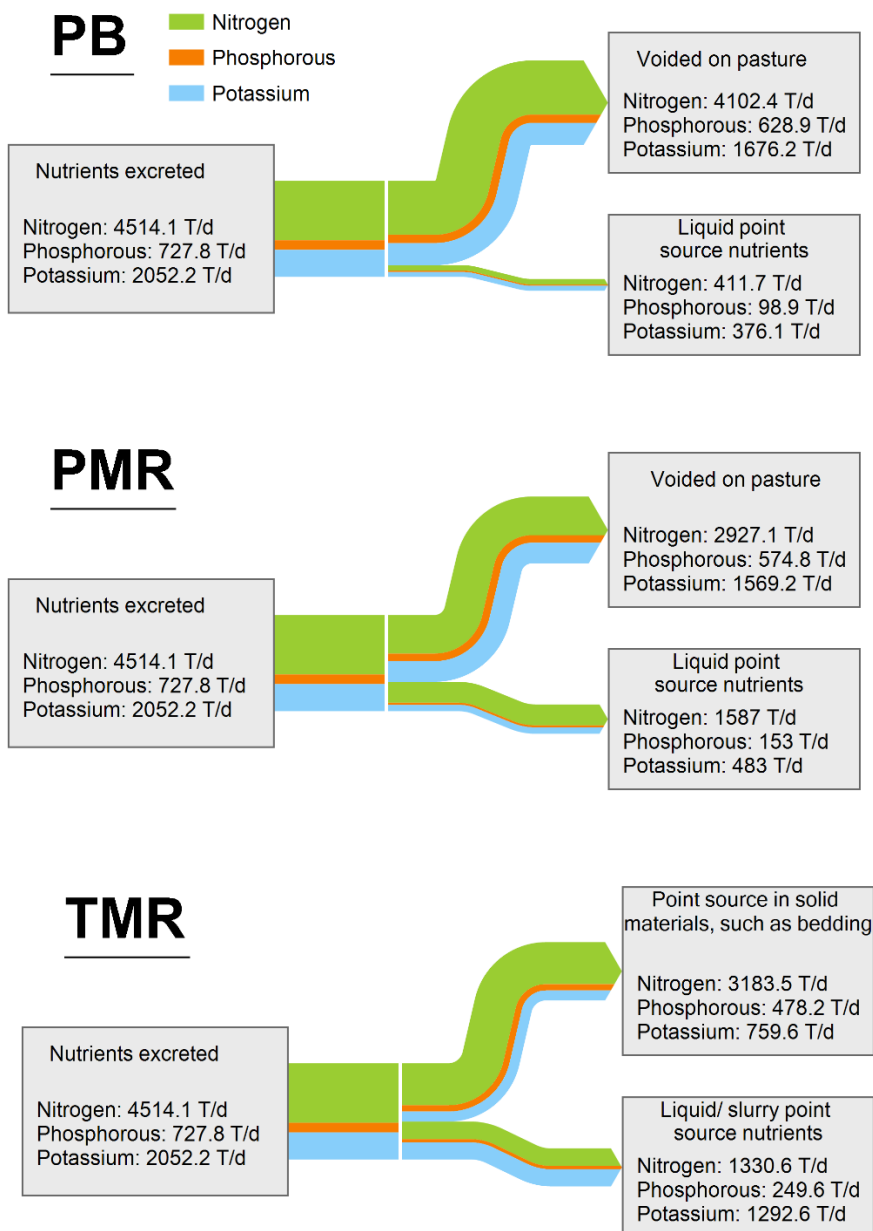 PB
Nitrogen
Phosphorous
Potassium
Nutrients excreted
Nitrogen: 4514.1 T/d
Phosphorous: 727.8 T/d
Potassium: 2052.2 T/d
Voided on pasture
Nitrogen: 4102.4 T/d
Phosphorous: 628.9 T/d
Potassium: 1676.2 T/d
Liquid point
source nutrients
Nitrogen: 411.7 T/d
Phosphorous: 98.9 T/d
Potassium: 376.1 T/d
PMR
Nutrients excreted
Nitrogen: 4514.1 T/d
Phosphorous: 727.8 T/d
Potassium: 2052.2 T/d
Voided on pasture
Nitrogen: 2927.1 T/d
Phosphorous: 574.8 T/d
Potassium: 1569.2 T/d
Liquid point
source nutrients
Nitrogen: 1587 T/d
Phosphorous: 153 T/d
Potassium: 483 T/d
TMR
Nutrients excreted
Nitrogen: 4514.1 T/d
Phosphorous: 727.8 T/d
Potassium: 2052.2 T/d
Point source in solid
materials, such as bedding
Nitrogen: 3183.5 T/d
Phosphorous: 478.2 T/d
Potassium: 759.6 T/d
Liquid/ slurry point
source nutrients
Nitrogen: 1330.6 T/d
Phosphorous: 249.6 T/d
Potassium: 1292.6 T/d